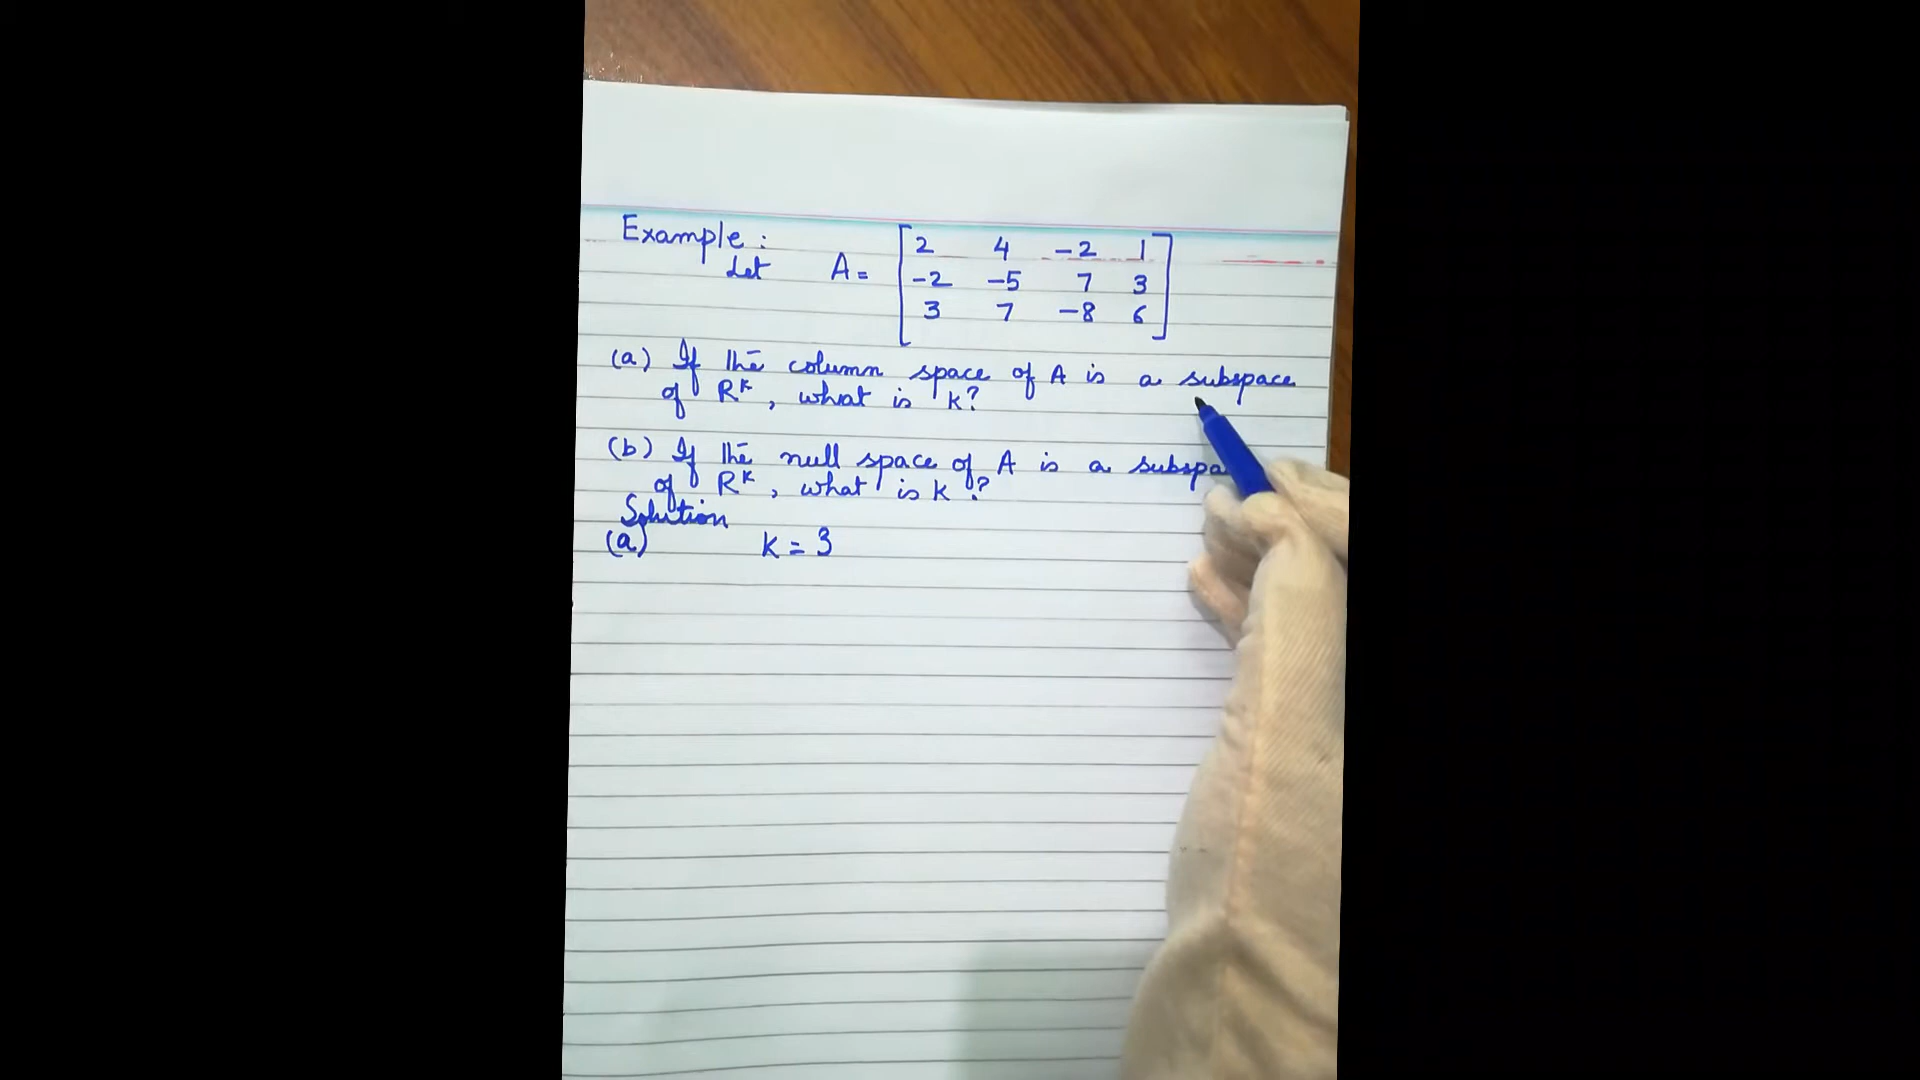 Example:
Let A = [2 4 -2 1
-2 -5 7 3
3 7 -8 6]
(a) If the column space of A is a subspace
of R^k, what is k?
(b) If the null space of A is a subspa
of R^k, what is k?
Solution
(a) k = 3